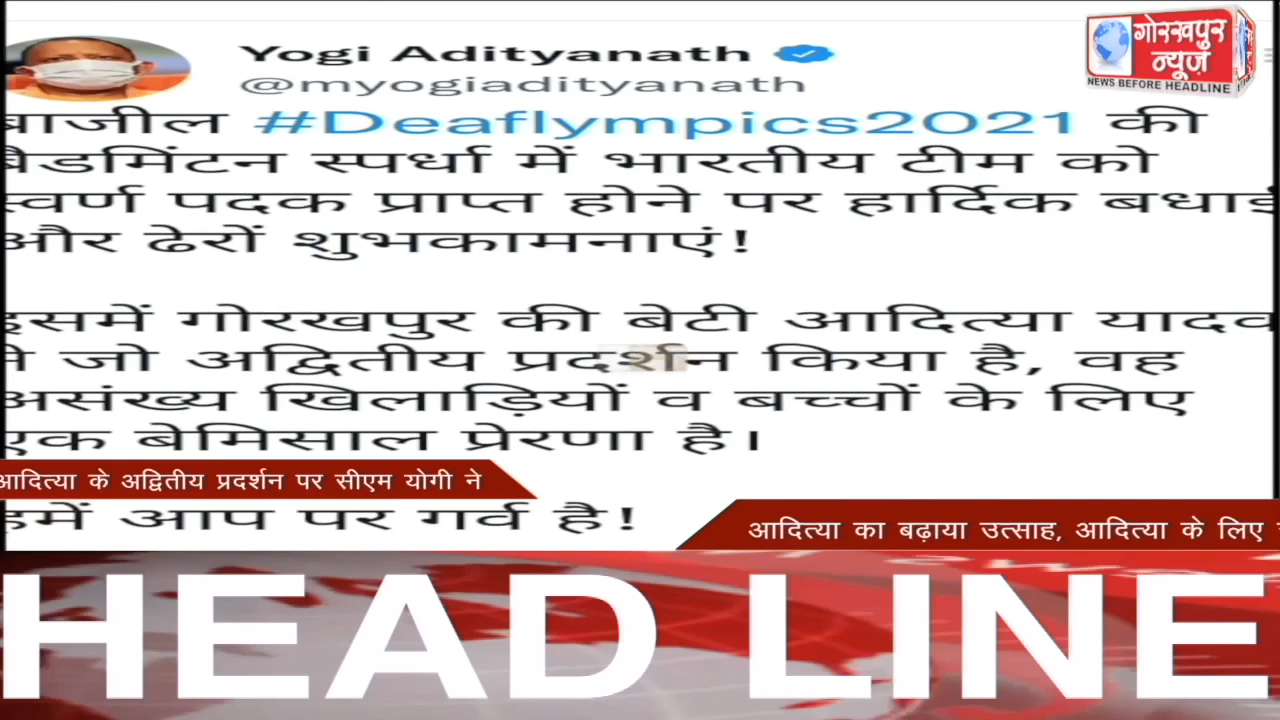 Yogi Adityanath
@myogiadityanath
गोरखपुर
न्यूज़
NEWS BEFORE HEADLINE
ब्राजील #Deaflympics2021 की
बैडमिंटन स्पर्धा में भारतीय टीम को
स्वर्ण पदक प्राप्त होने पर हार्दिक बधाई
और ढेरों शुभकामनाएं!
इसमें गोरखपुर की बेटी आदित्या यादव
ने जो अद्वितीय प्रदर्शन किया है, वह
असंख्य खिलाड़ियों व बच्चों के लिए
एक बेमिसाल प्रेरणा है।
आदित्या के अद्वितीय प्रदर्शन पर सीएम योगी ने
हमें आप पर गर्व है!
आदित्या का बढ़ाया उत्साह, आदित्या के लिए
HEAD LINE